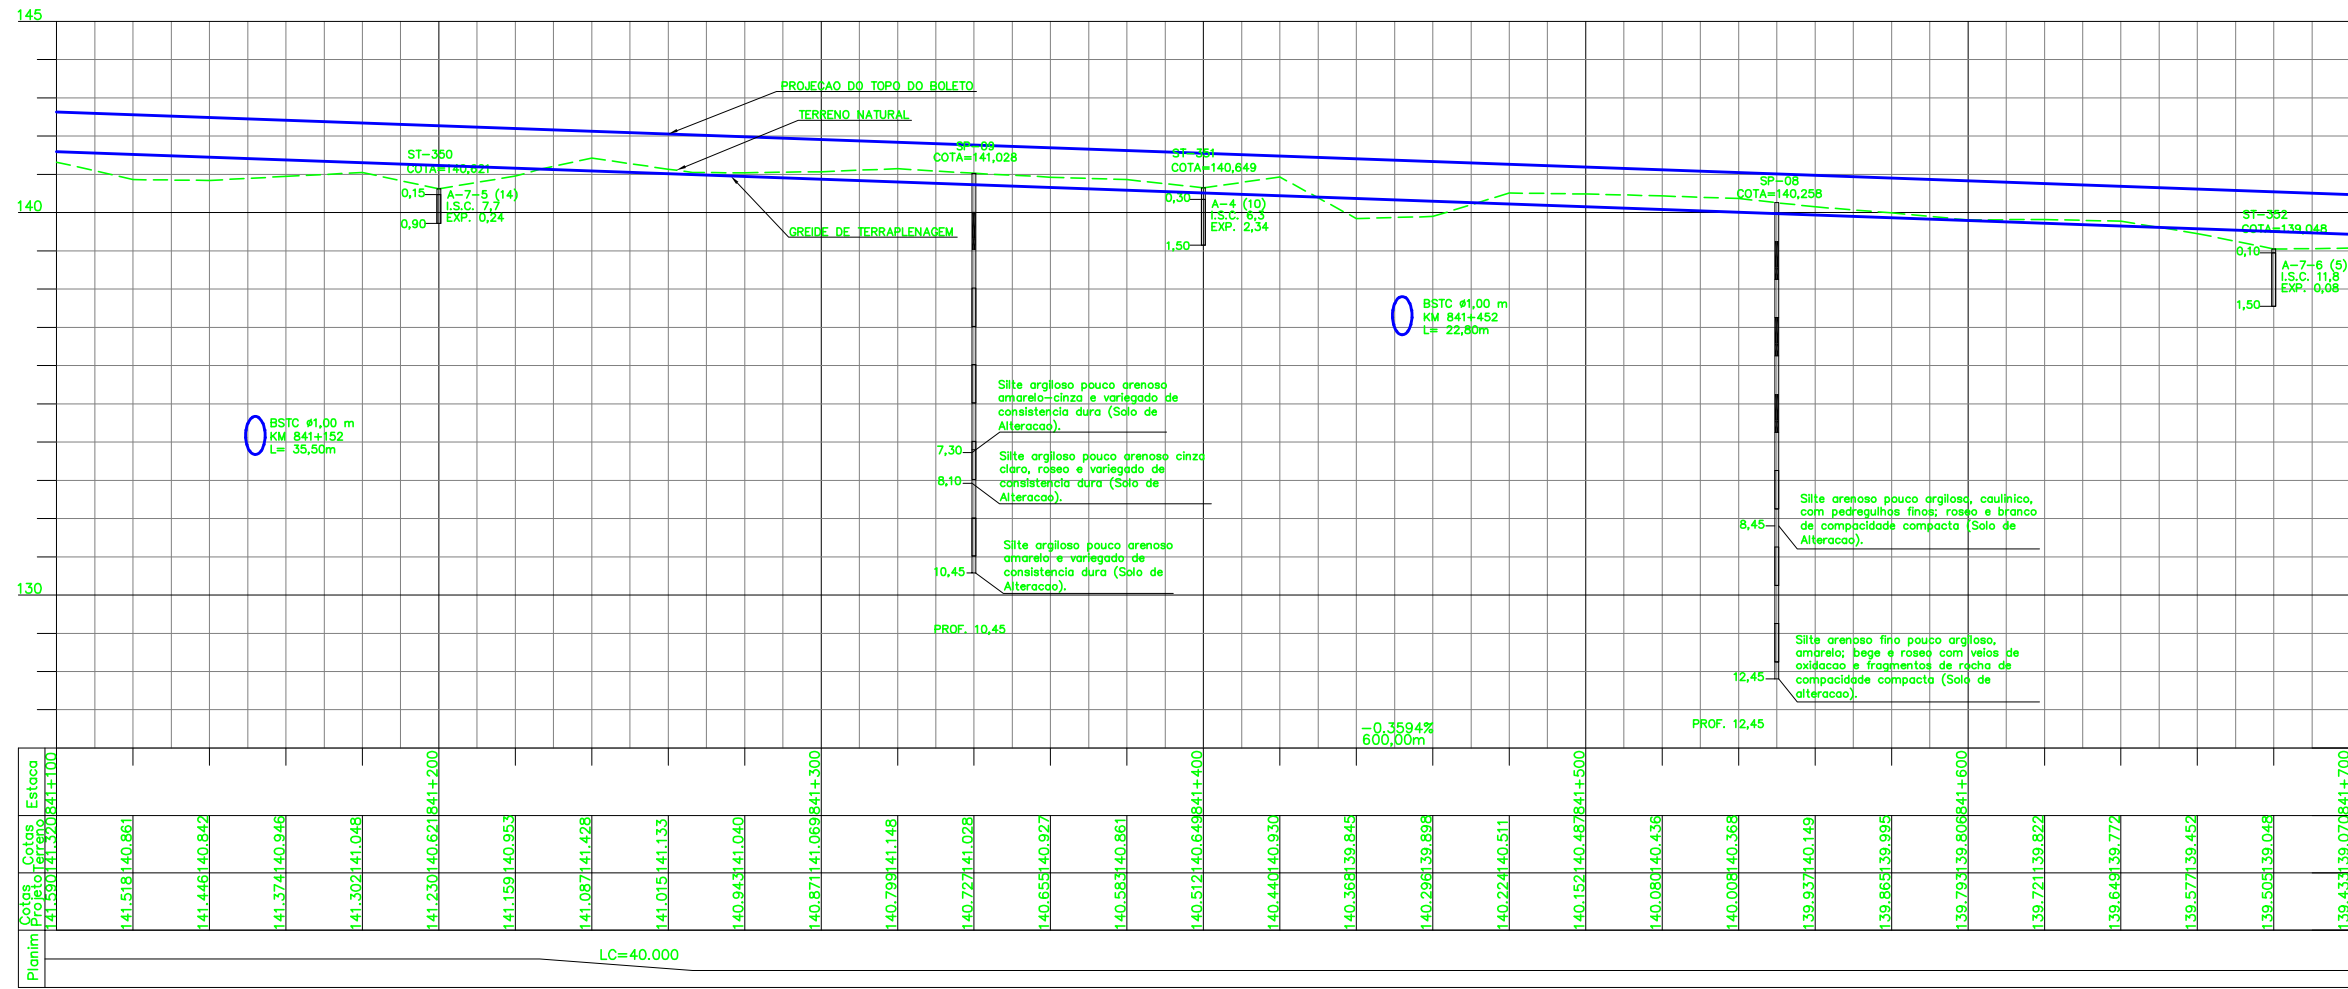 145
PROJECAO DO TOPO DO BOLETO
TERRENO NATURAL
ST-350
COTA=140,621
0,15
A-7-5 (14)
I.S.C. 7,7
EXP. 0,24
0,90
SP-09
COTA=141,028
ST-351
COTA=140,649
0,30
A-4 (10)
I.S.C. 6,3
EXP. 2,34
1,50
SP-08
COTA=140,258
140
GREIDE DE TERRAPLENAGEM
ST-352
COTA=139,048
0,10
A-7-6 (5)
I.S.C. 11,8
EXP. 0,08
1,50
BSTC ø1,00 m
KM 841+452
L= 22,80m
BSTC ø1,00 m
KM 841+152
L= 35,50m
Silte argiloso pouco arenoso
amarelo-cinza e variegado de
consistencia dura (Solo de
Alteracao).
7,30
Silte argiloso pouco arenoso cinza
claro, roseo e variegado de
consistencia dura (Solo de
Alteracao).
8,10
Silte argiloso pouco arenoso
amarelo e variegado de
consistencia dura (Solo de
Alteracao).
10,45
PROF. 10,45
Silte arenoso pouco argiloso, caulinico,
com pedregulhos finos; roseo e branco
de compacidade compacta (Solo de
Alteracao).
8,45
130
Silte arenoso fino pouco argiloso,
amarelo; bege e roseo com veios de
oxidacao e fragmentos de rocha de
compacidade compacta (Solo de
alteracao).
12,45
PROF. 12,45
-0.3594%
600,00m
Estaca
841+100
841+200
841+300
841+400
841+500
841+600
841+700
Cotas
Terreno
141.320
140.861
140.842
140.946
141.048
140.621
140.953
141.428
141.133
141.040
141.069
141.148
141.028
140.927
140.861
140.649
140.930
139.845
139.898
140.511
140.487
140.436
140.368
140.149
139.995
139.806
139.822
139.772
139.452
139.048
139.070
Cotas
Projeto
141.590
141.518
141.446
141.374
141.302
141.230
141.159
141.087
141.015
140.943
140.871
140.799
140.727
140.655
140.583
140.512
140.440
140.368
140.296
140.224
140.152
140.080
140.008
139.937
139.865
139.793
139.721
139.649
139.577
139.505
139.433
Planim
LC=40.000